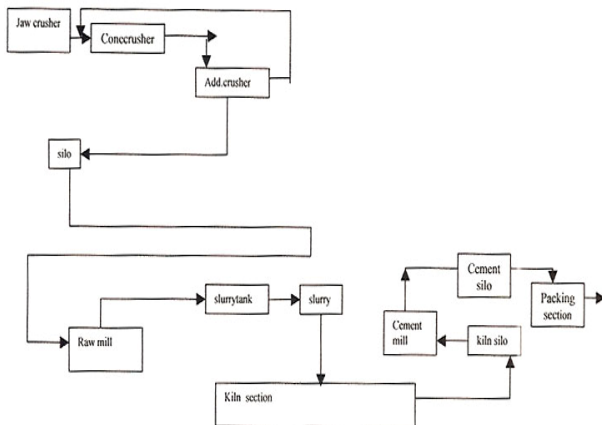 Jaw crusher
Conecrusher
Add.crusher
silo
Raw mill
slurrytank
slurry
Kiln section
kiln silo
Cement
mill
Cement
silo
Packing
section